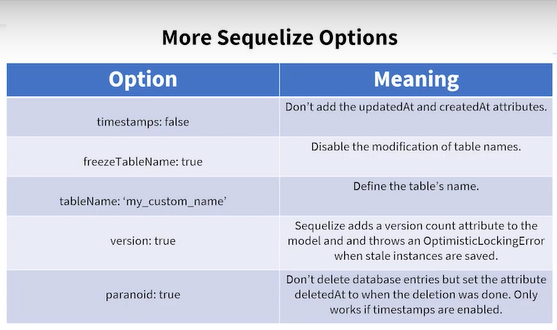 More Sequelize Options
Option
Meaning
timestamps: false
Don't add the updatedAt and createdAt attributes.
freezeTableName: true
Disable the modification of table names.
tableName: ‘my_custom_name’
Define the table's name.
version: true
Sequelize adds a version count attribute to the
model and and throws an OptimisticLockingError
when stale instances are saved.
paranoid: true
Don't delete database entries but set the attribute
deletedAt to when the deletion was done. Only
works if timestamps are enabled.